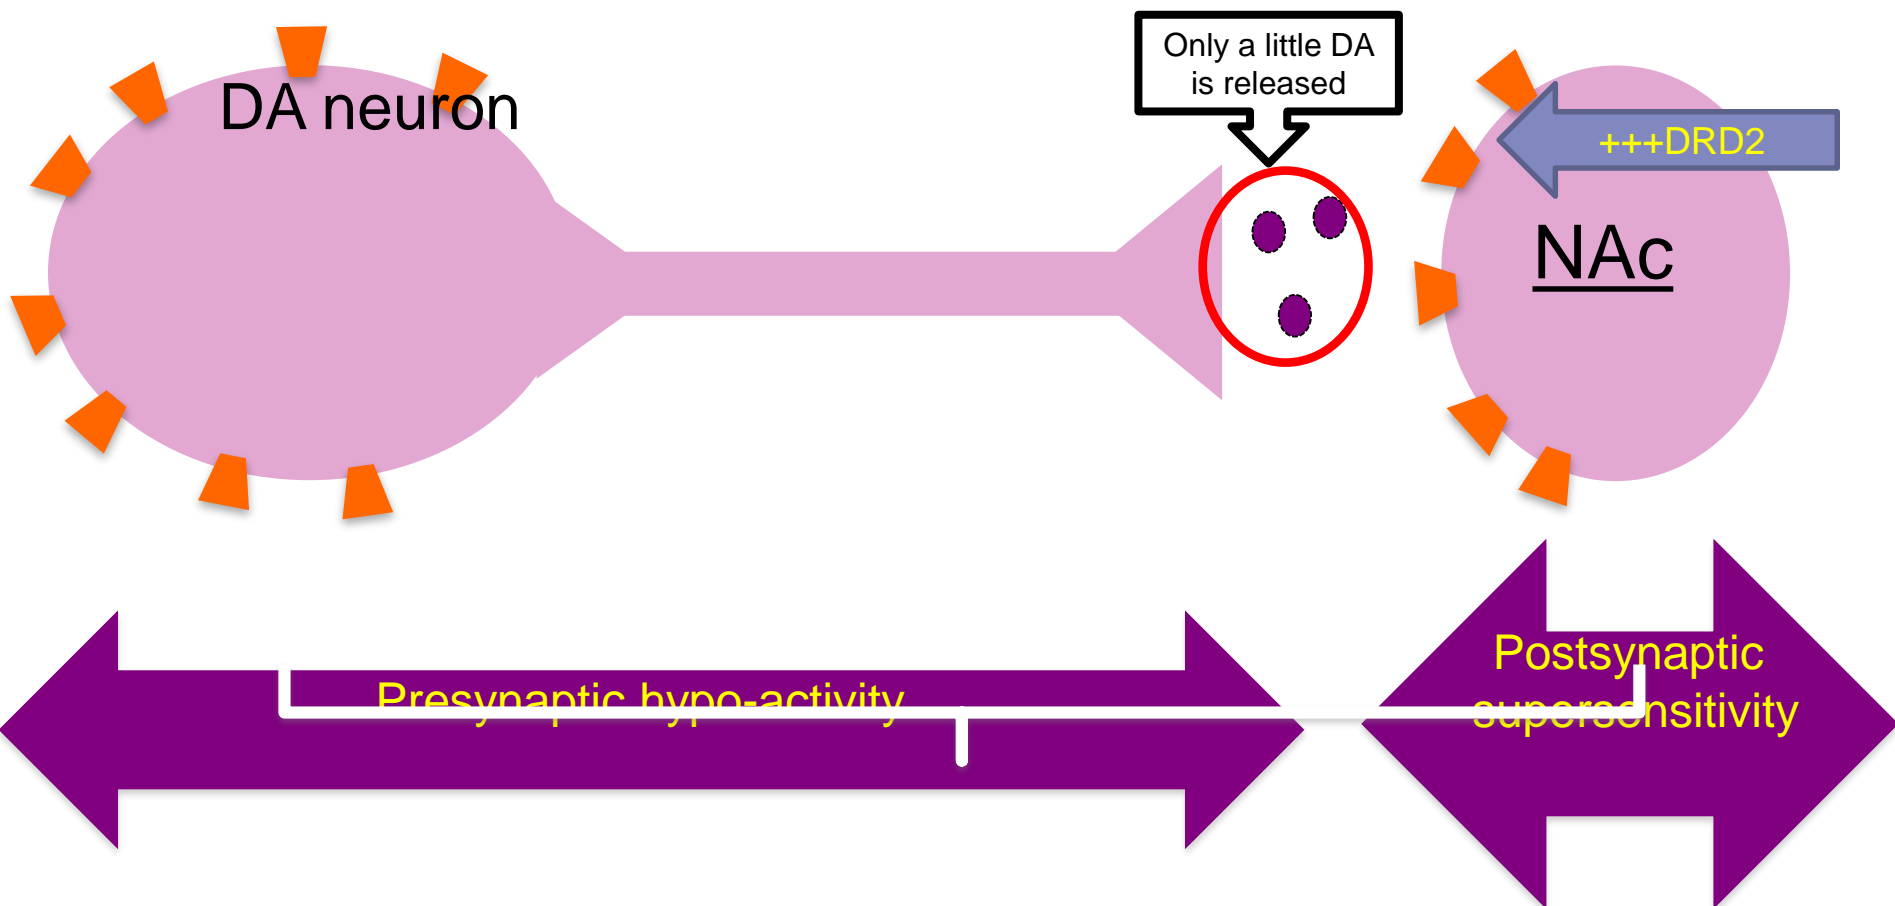 Only a little DA
is released
DA neuron
+++DRD2
NAc
Presynaptic hypo-activity
Postsynaptic
supersensitivity